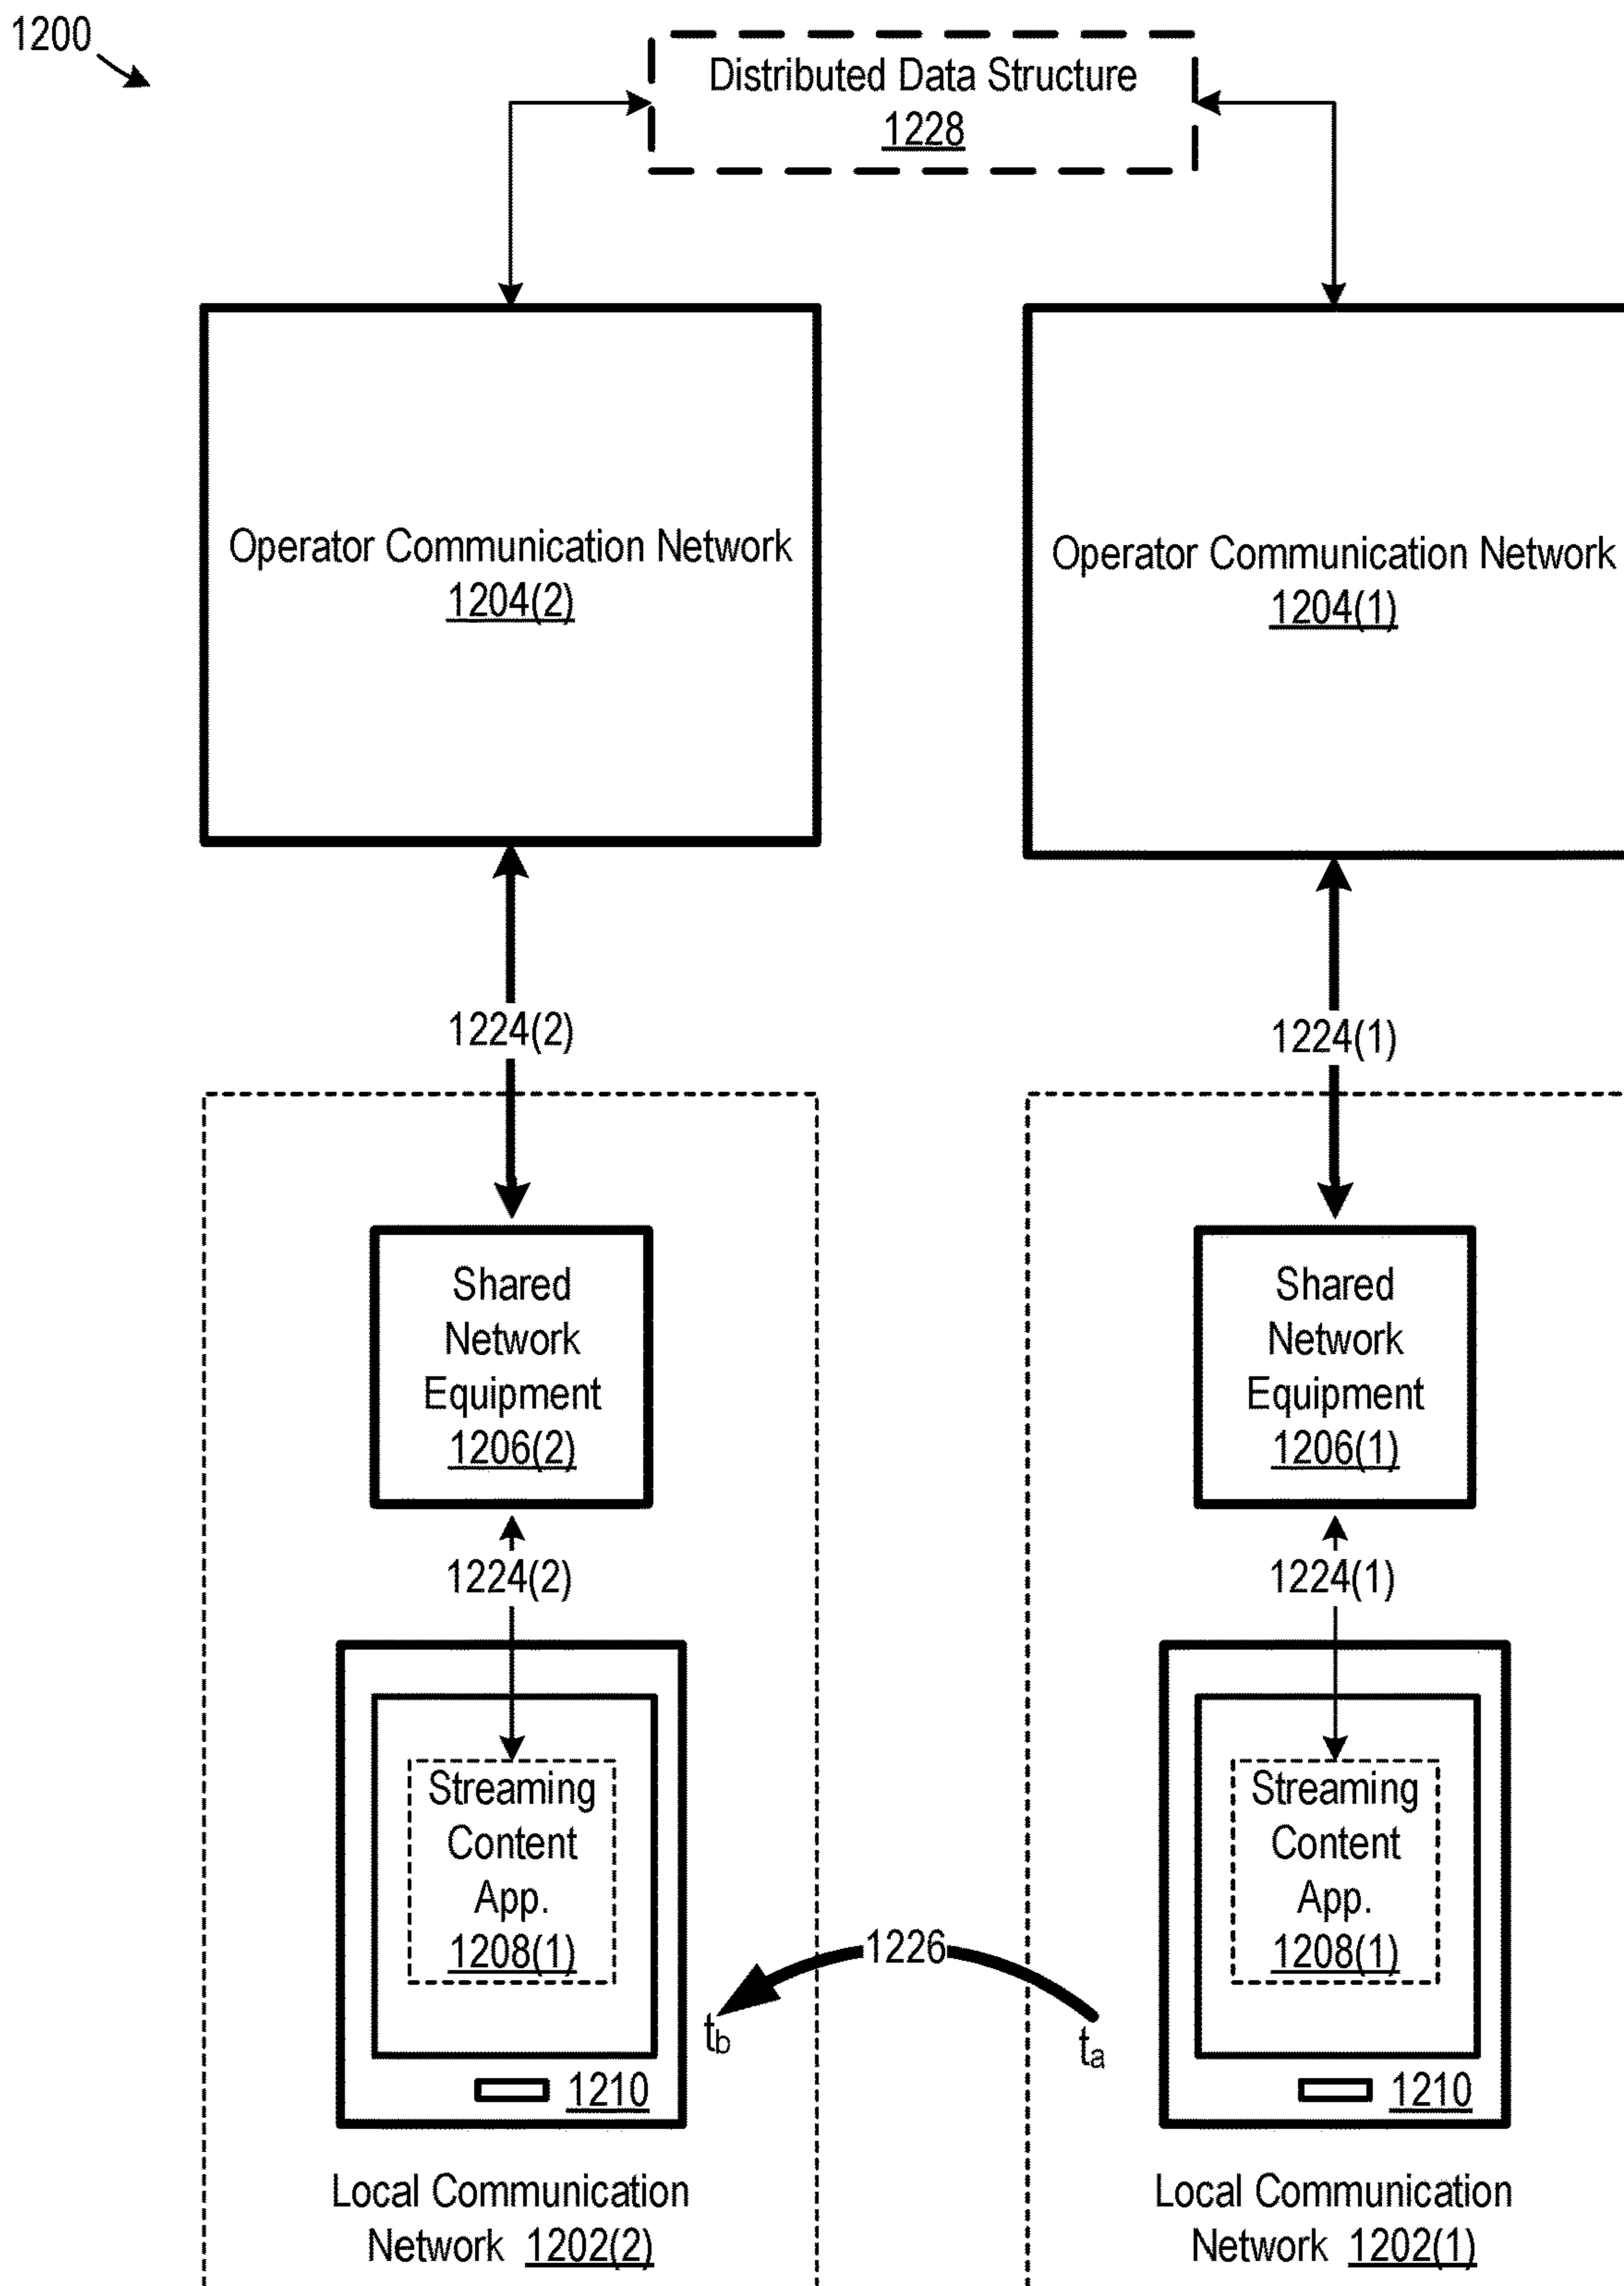 1200
Distributed Data Structure
1228
Operator Communication Network
1204(2)
Operator Communication Network
1204(1)
1224(2)
1224(1)
Shared
Network
Equipment
1206(2)
Shared
Network
Equipment
1206(1)
1224(2)
1224(1)
Streaming
Content
App.
1208(1)
Streaming
Content
App.
1208(1)
1226
tb
ta
1210
1210
Local Communication
Network 1202(2)
Local Communication
Network 1202(1)